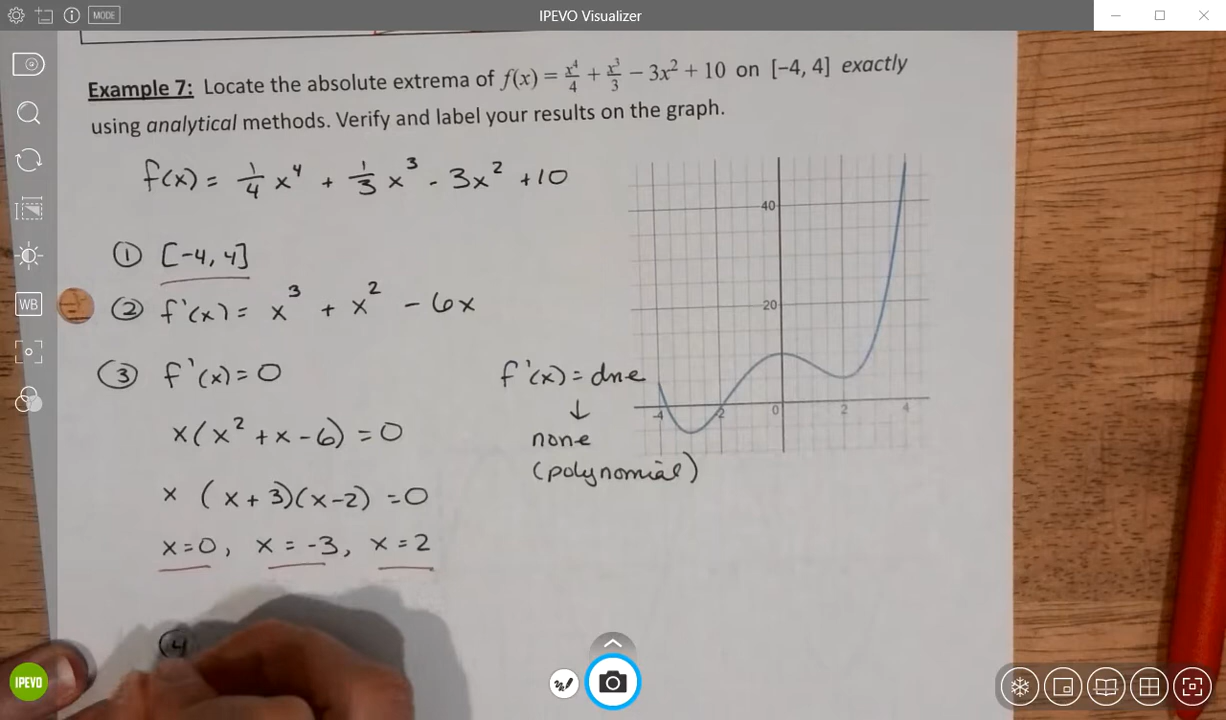 IPEVO Visualizer
MODE
Example 7: Locate the absolute extrema of f(x) = x⁴/4 + x³/3 − 3x² + 10 on [−4, 4] exactly
using analytical methods. Verify and label your results on the graph.
f(x) = 1/4 x⁴ + 1/3 x³ - 3x² + 10
① [-4, 4]
② f'(x) = x³ + x² - 6x
③ f'(x) = 0
x(x² + x - 6) = 0
x (x + 3)(x - 2) = 0
x = 0, x = -3, x = 2
④
f'(x) = dne
↓
none
(polynomial)
40
20
-4 -2 0 2 4
WB
IPEVO